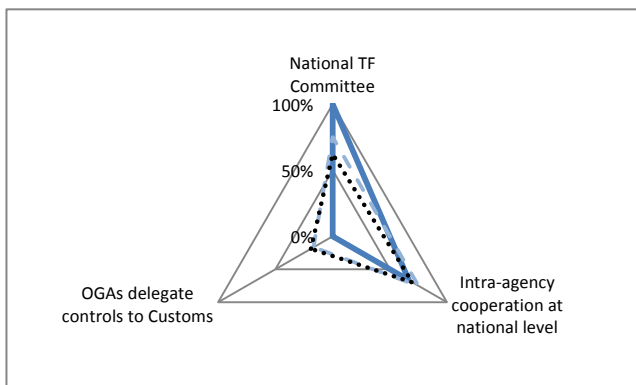 National TF
Committee
100%
50%
0%
OGAs delegate
controls to Customs
Intra-agency
cooperation at
national level